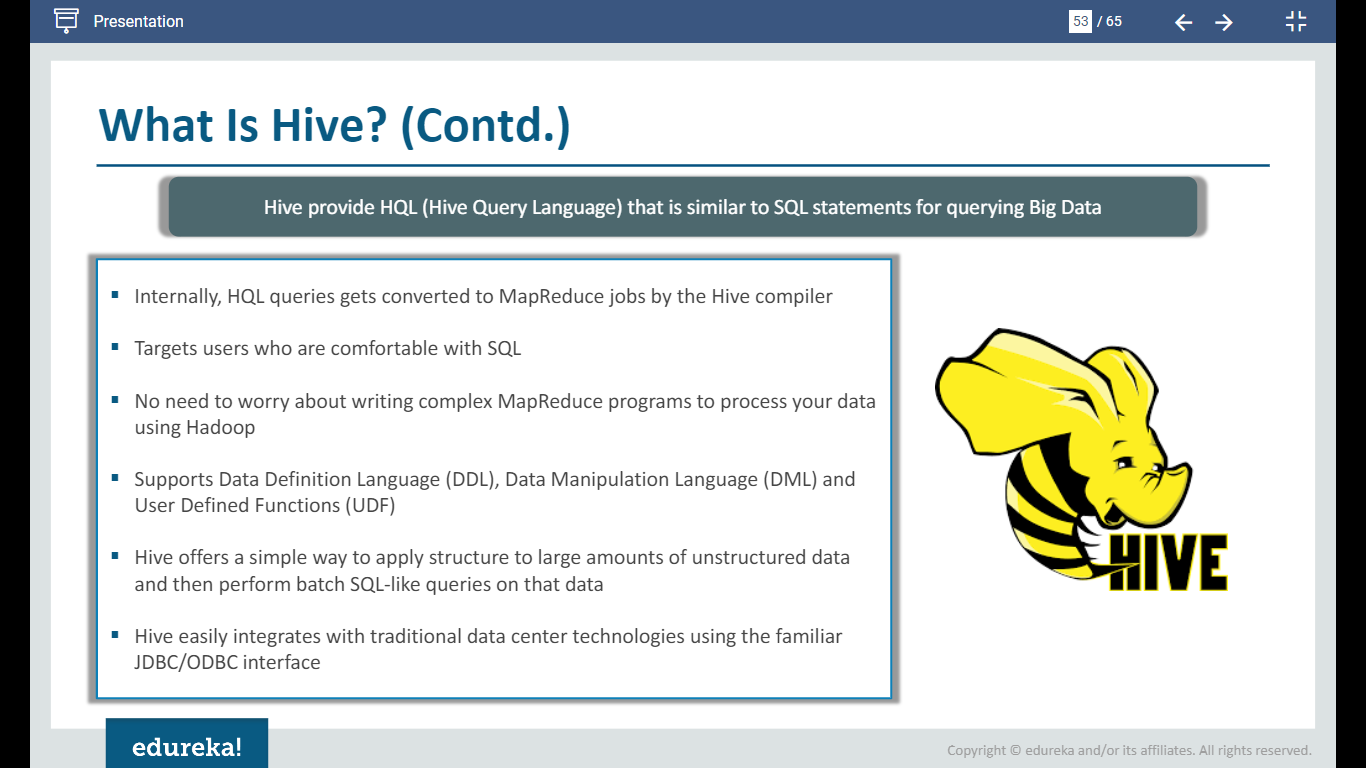 Presentation
53 / 65
What Is Hive? (Contd.)
Hive provide HQL (Hive Query Language) that is similar to SQL statements for querying Big Data
▪ Internally, HQL queries gets converted to MapReduce jobs by the Hive compiler
▪ Targets users who are comfortable with SQL
▪ No need to worry about writing complex MapReduce programs to process your data
using Hadoop
▪ Supports Data Definition Language (DDL), Data Manipulation Language (DML) and
User Defined Functions (UDF)
▪ Hive offers a simple way to apply structure to large amounts of unstructured data
and then perform batch SQL-like queries on that data
▪ Hive easily integrates with traditional data center technologies using the familiar
JDBC/ODBC interface
HIVE
edureka!
Copyright © edureka and/or its affiliates. All rights reserved.